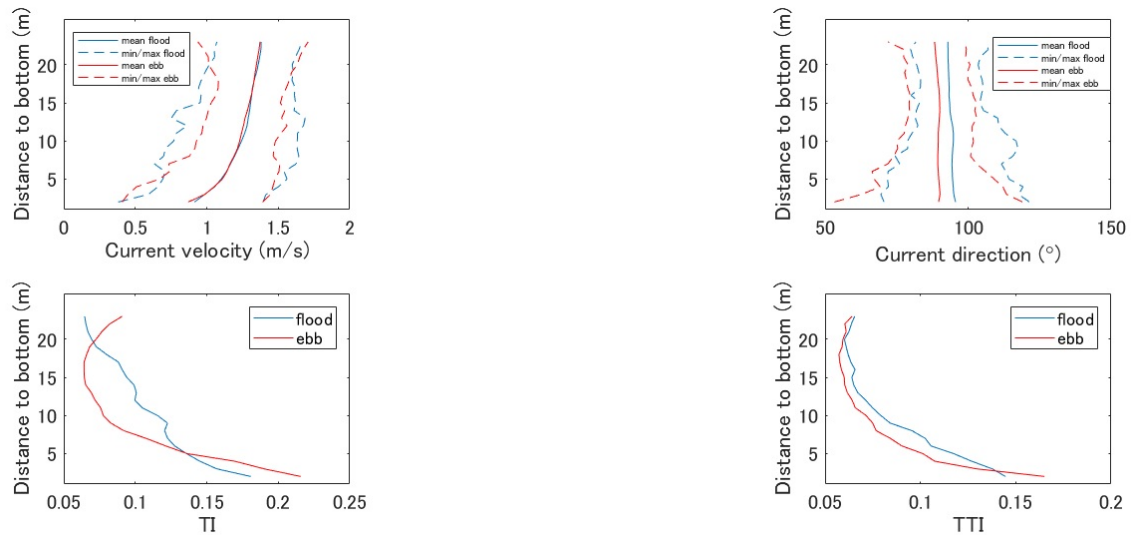 Distance to bottom (m)
20
15
10
5
mean flood
min/max flood
mean ebb
min/max ebb
0 0.5 1 1.5 2
Current velocity (m/s)
Distance to bottom (m)
20
15
10
5
mean flood
min/max flood
mean ebb
min/max ebb
50 100 150
Current direction (°)
Distance to bottom (m)
20
15
10
5
flood
ebb
0.05 0.1 0.15 0.2 0.25
TI
Distance to bottom (m)
20
15
10
5
flood
ebb
0.05 0.1 0.15 0.2
TTI